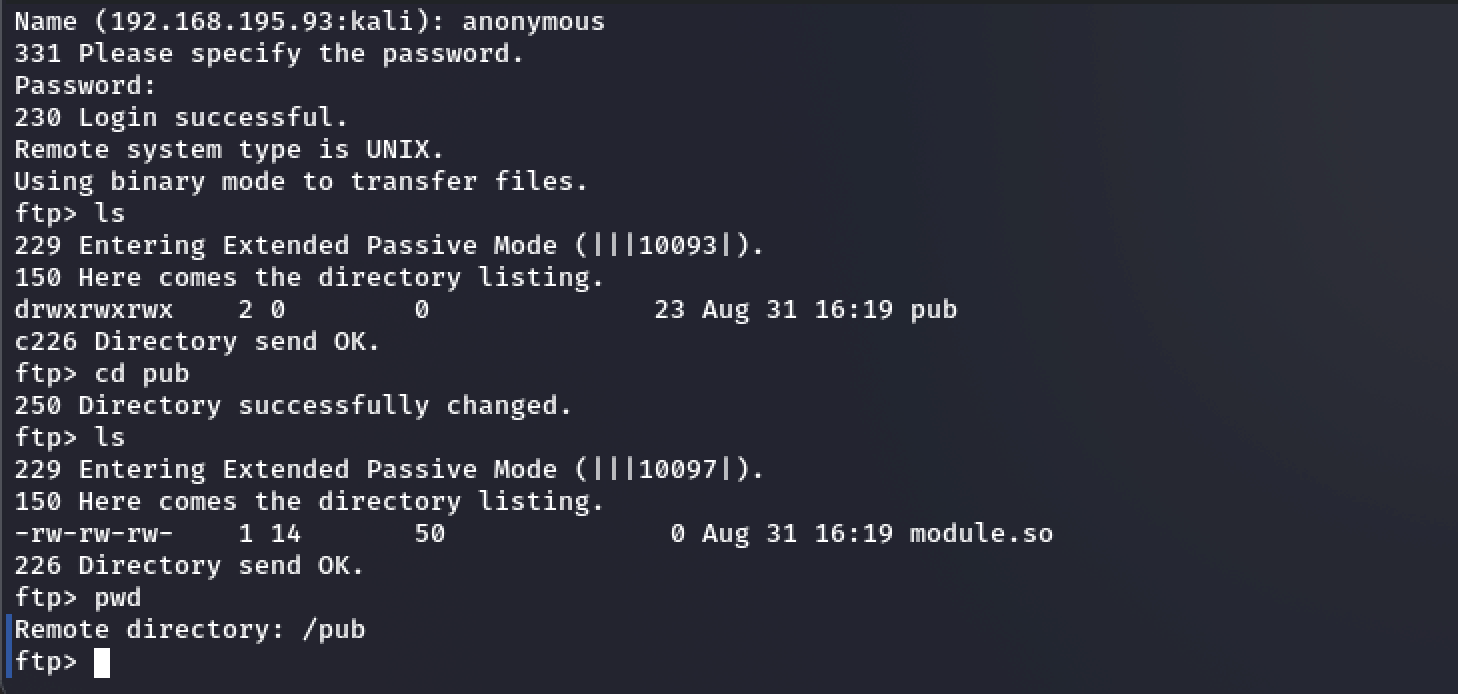 Name (192.168.195.93:kali): anonymous
331 Please specify the password.
Password:
230 Login successful.
Remote system type is UNIX.
Using binary mode to transfer files.
ftp> ls
229 Entering Extended Passive Mode (|||10093|).
150 Here comes the directory listing.
drwxrwxrwx    2 0        0              23 Aug 31 16:19 pub
c226 Directory send OK.
ftp> cd pub
250 Directory successfully changed.
ftp> ls
229 Entering Extended Passive Mode (|||10097|).
150 Here comes the directory listing.
-rw-rw-rw-    1 14       50              0 Aug 31 16:19 module.so
226 Directory send OK.
ftp> pwd
Remote directory: /pub
ftp>